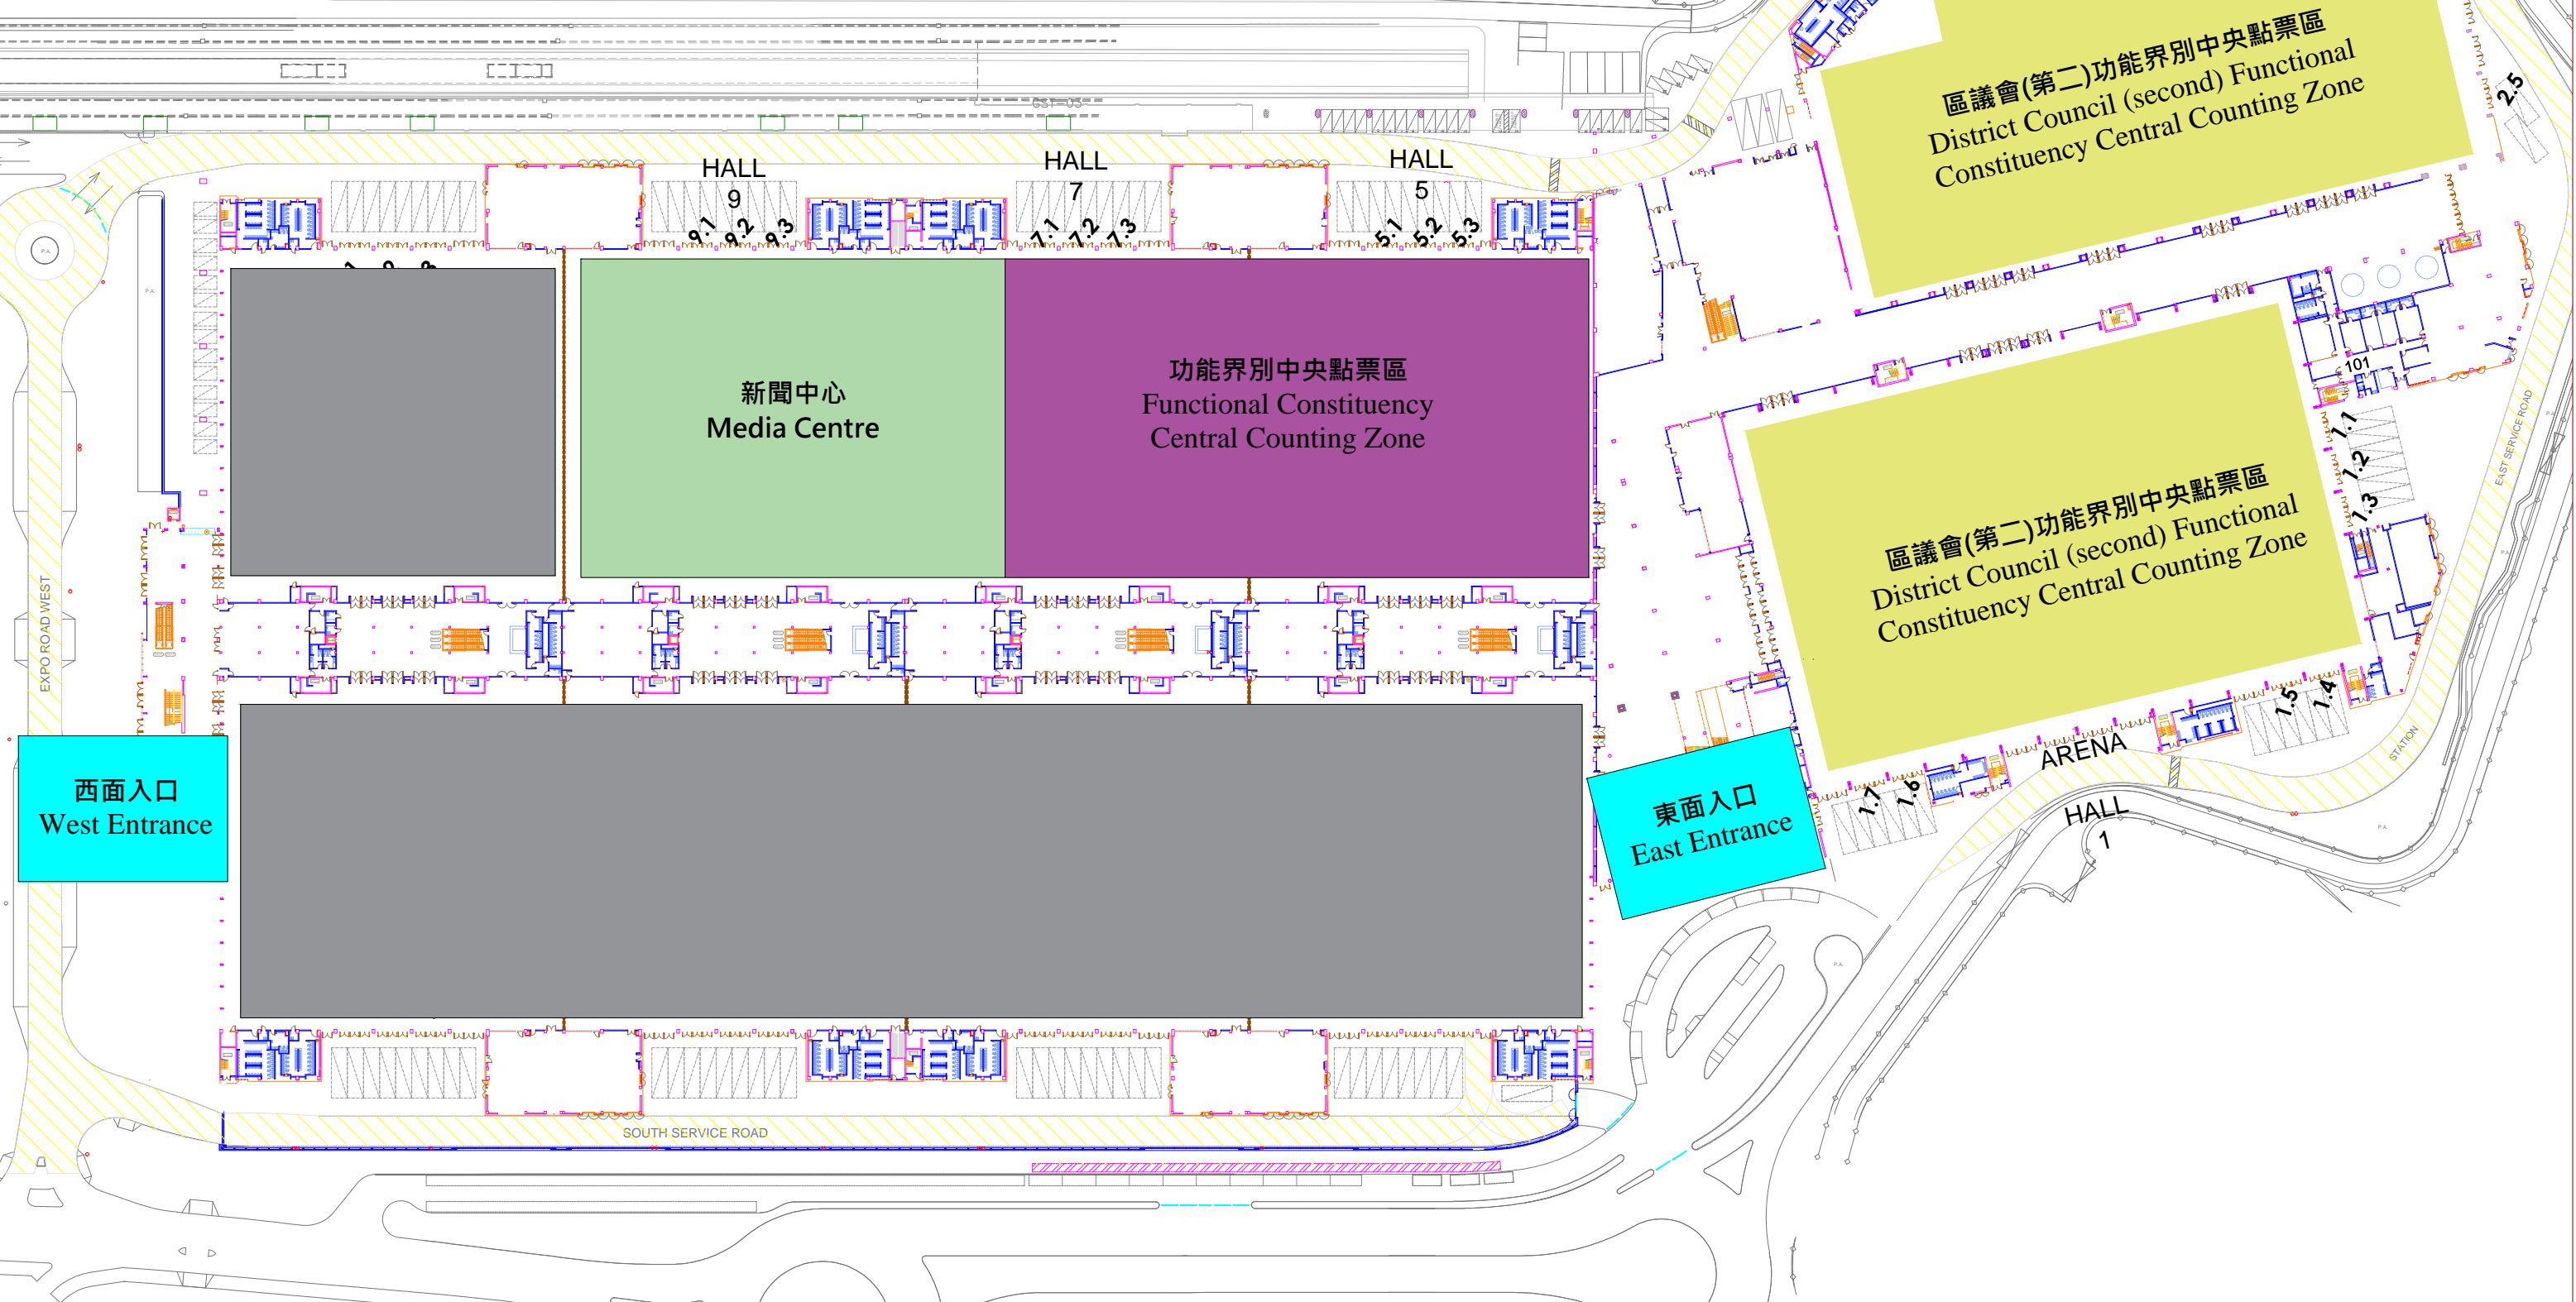 區議會(第二)功能界別中央點票區
District Council (second) Functional
Constituency Central Counting Zone
2.5
HALL
9
9.1
9.2
9.3
HALL
7
7.1
7.2
7.3
HALL
5
5.1
5.2
5.3
P.A.
P.A.
新聞中心
Media Centre
功能界別中央點票區
Functional Constituency
Central Counting Zone
101
1.1
1.2
1.3
EAST SERVICE ROAD
P.A.
P.A.
區議會(第二)功能界別中央點票區
District Council (second) Functional
Constituency Central Counting Zone
EXPO ROAD WEST
1.5
1.4
STATION
ARENA
HALL
1
1.7
1.6
P.A.
西面入口
West Entrance
東面入口
East Entrance
P.A.
SOUTH SERVICE ROAD